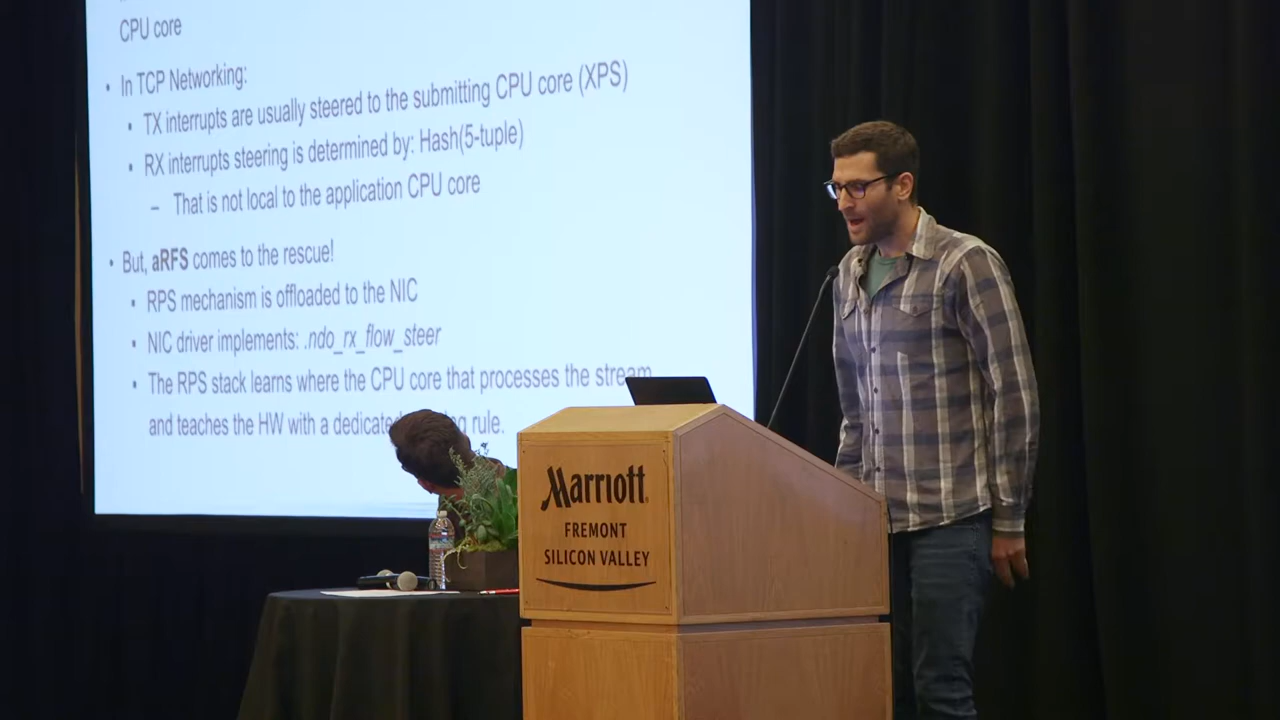 CPU core
• In TCP Networking:
• TX interrupts are usually steered to the submitting CPU core (XPS)
• RX interrupts steering is determined by: Hash(5-tuple)
– That is not local to the application CPU core
• But, aRFS comes to the rescue!
• RPS mechanism is offloaded to the NIC
• NIC driver implements: .ndo_rx_flow_steer
• The RPS stack learns where the CPU core that processes the stream
and teaches the HW with a dedicated rule.
Marriott
FREMONT
SILICON VALLEY